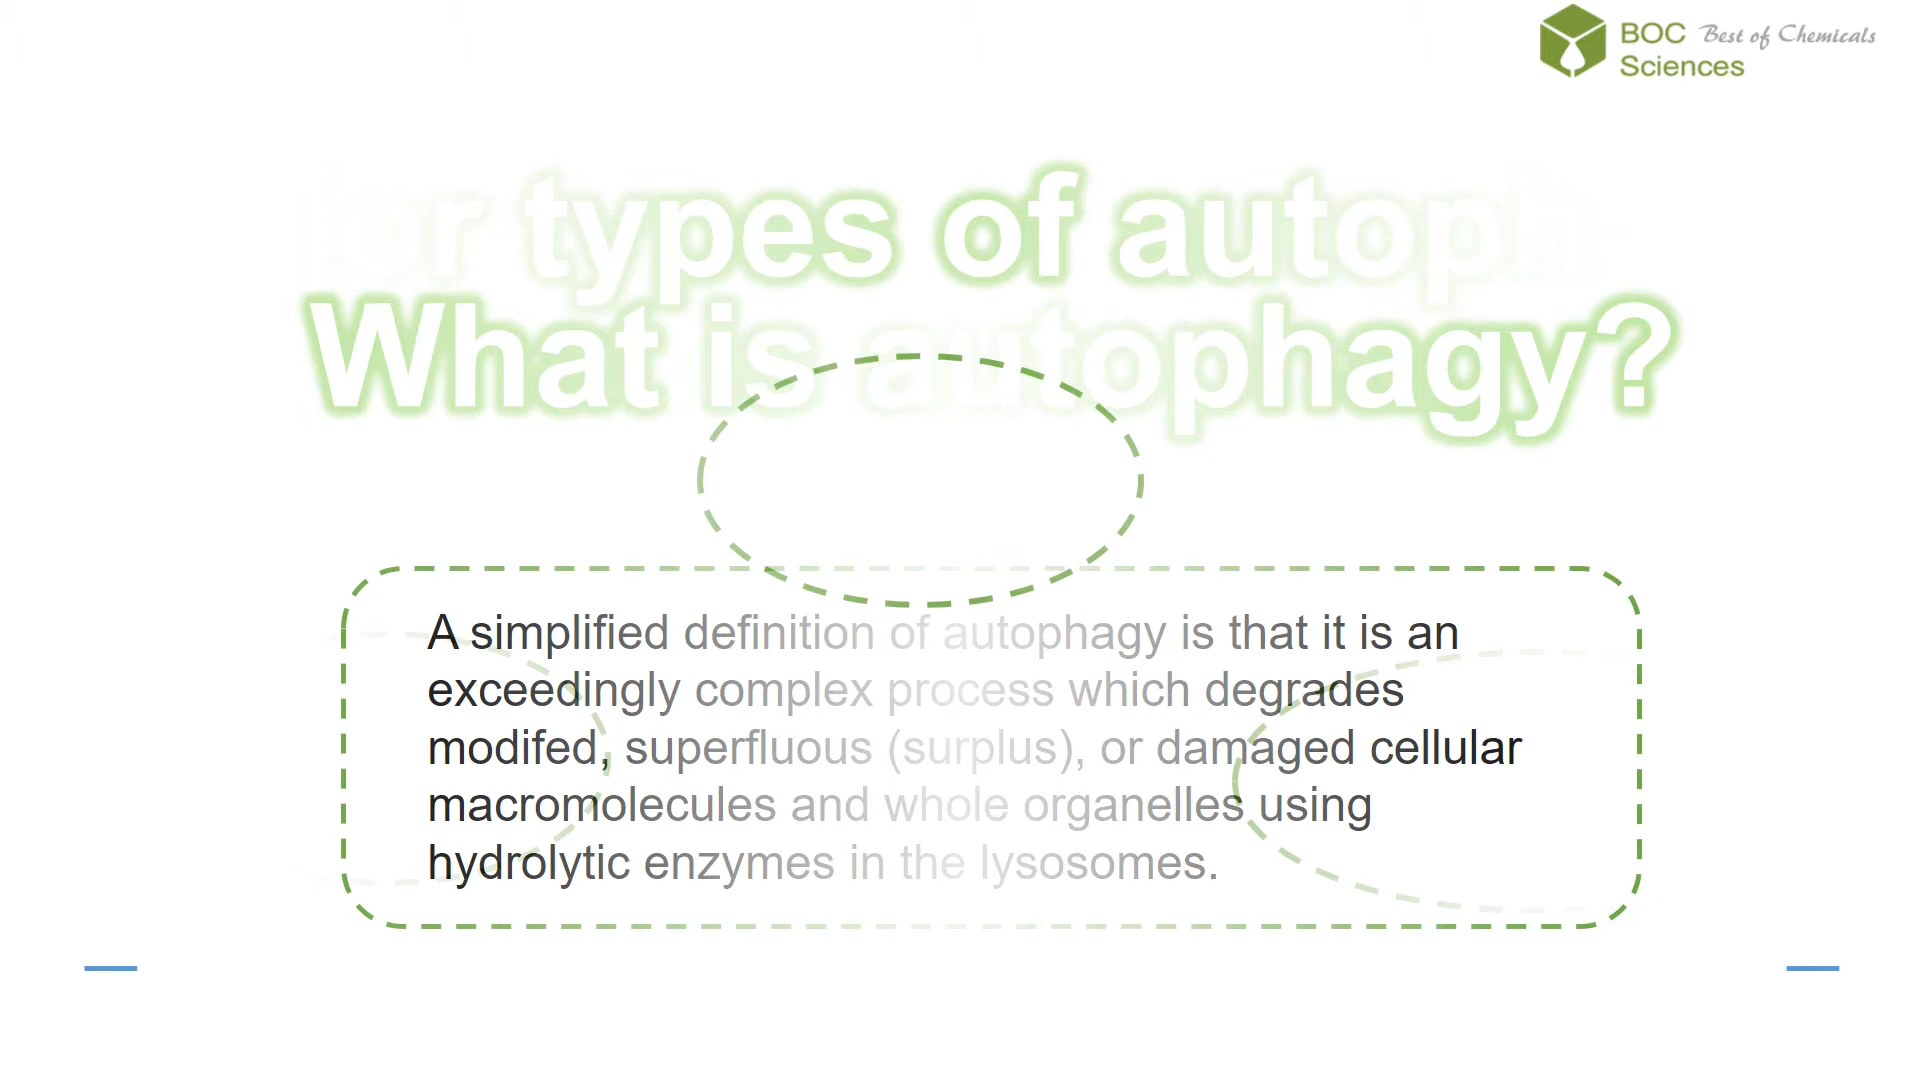 BOC Best of Chemicals
Sciences
types of
What is autophagy?
A simplified definition of autophagy is that it is an
exceedingly complex process which degrades
modifed, superfluous (surplus), or damaged cellular
macromolecules and whole organelles using
hydrolytic enzymes in the lysosomes.